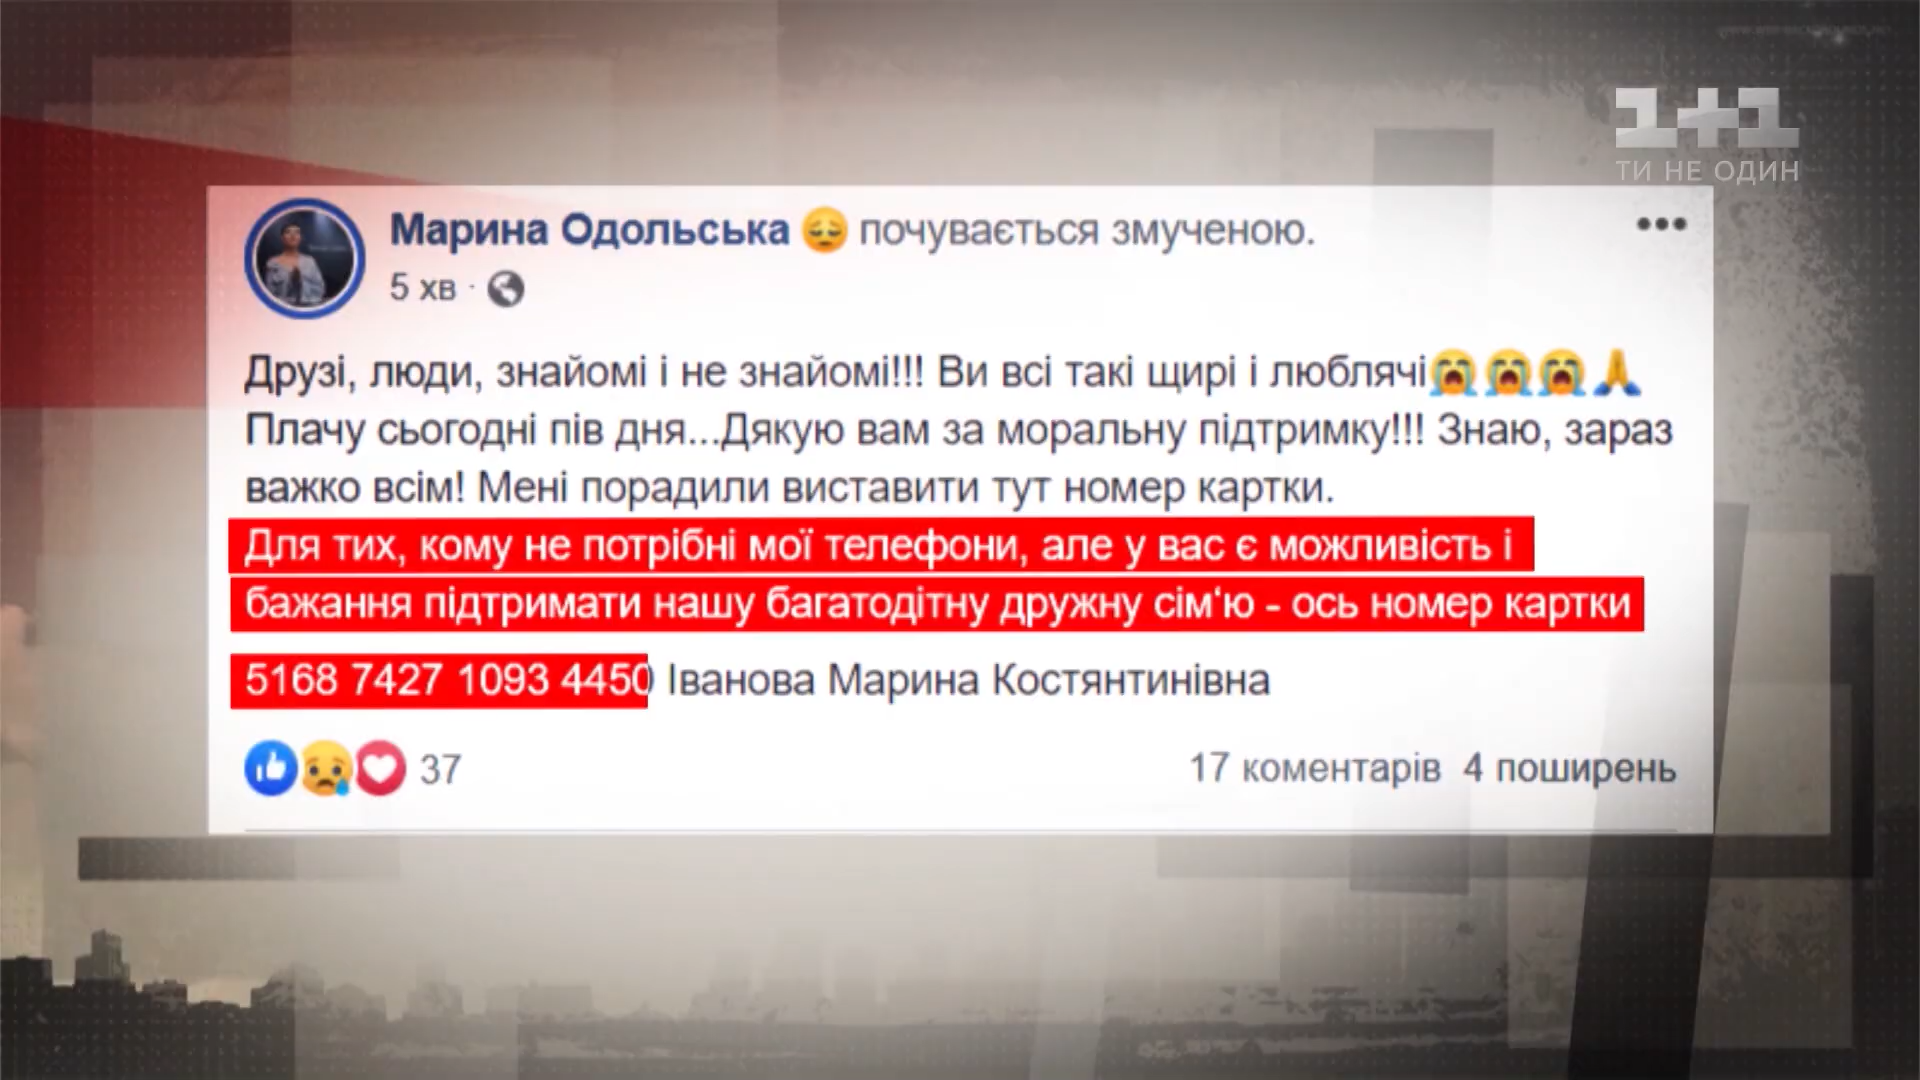 1+1
ТИ НЕ ОДИН
Марина Одольська 😔 почувається змученою.
5 хв ·
Друзі, люди, знайомі і не знайомі!!! Ви всі такі щирі і люблячі😭😭😭🙏
Плачу сьогодні пів дня...Дякую вам за моральну підтримку!!! Знаю, зараз
важко всім! Мені порадили виставити тут номер картки.
Для тих, кому не потрібні мої телефони, але у вас є можливість і
бажання підтримати нашу багатодітну дружну сім'ю - ось номер картки
5168 7427 1093 4450 Іванова Марина Костянтинівна
37
17 коментарів 4 поширень